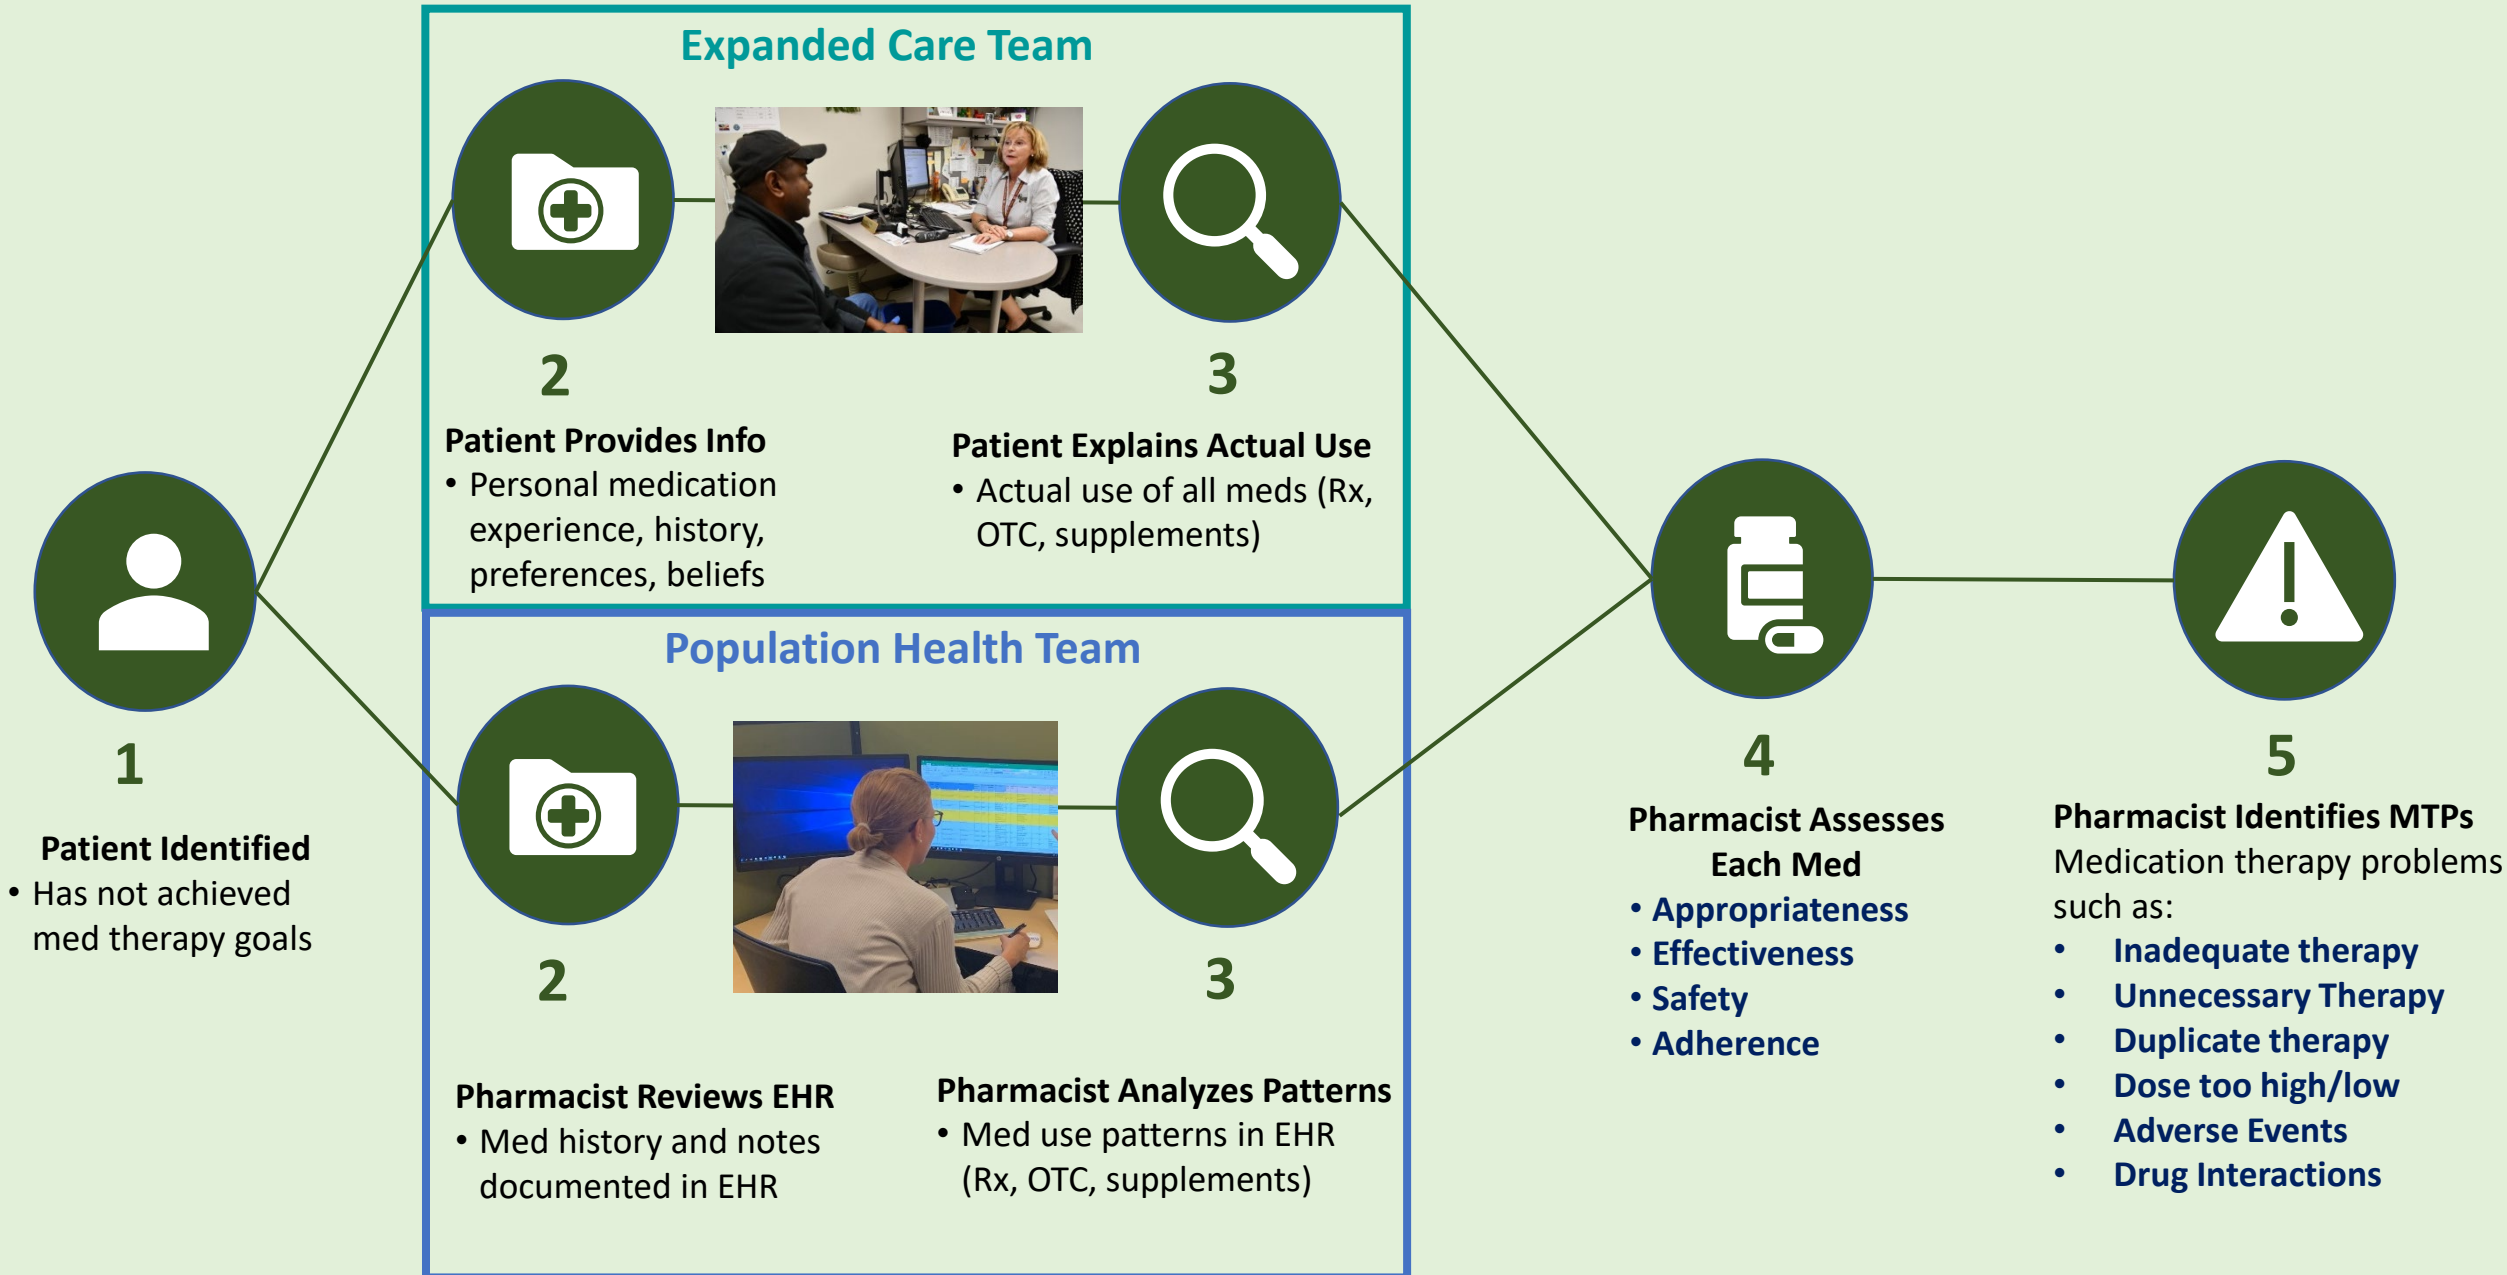 Expanded Care Team
2
Patient Provides Info
• Personal medication
experience, history,
preferences, beliefs
3
Patient Explains Actual Use
• Actual use of all meds (Rx,
OTC, supplements)
1
Patient Identified
• Has not achieved
med therapy goals
Population Health Team
2
Pharmacist Reviews EHR
• Med history and notes
documented in EHR
3
Pharmacist Analyzes Patterns
• Med use patterns in EHR
(Rx, OTC, supplements)
4
Pharmacist Assesses
Each Med
• Appropriateness
• Effectiveness
• Safety
• Adherence
5
Pharmacist Identifies MTPs
Medication therapy problems
such as:
• Inadequate therapy
• Unnecessary Therapy
• Duplicate therapy
• Dose too high/low
• Adverse Events
• Drug Interactions